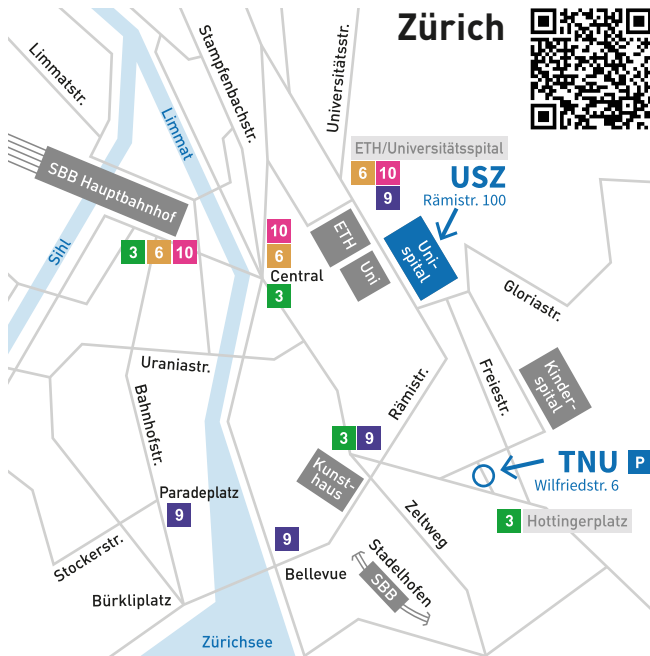 Zürich
Limmatstr.
Stampfenbachstr.
Universitätsstr.
Limmat
ETH/Universitätsspital
6 10
9
USZ
Rämistr. 100
SBB Hauptbahnhof
Sihl
3 6 10
10
6
Central
3
ETH
Uni
Uni-
spital
Gloriastr.
Uraniastr.
Bahnhofstr.
Rämistr.
Freiestr.
Kinder-
spital
3 9
Kunst-
haus
TNU P
Wilfriedstr. 6
Paradeplatz
9
3 Hottingerplatz
Zeltweg
9
Stockerstr.
Bellevue
Stadelhofen
SBB
Bürkliplatz
Zürichsee